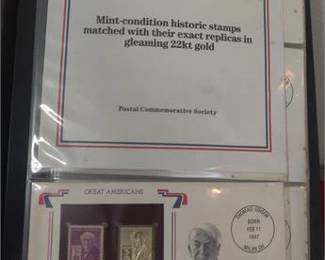 Mint-condition historic stamps
matched with their exact replicas in
gleaming 22kt gold
Postal Commemorative Society
GREAT AMERICANS
THOMAS EDISON
BORN
FEB 11
1847
MILAN OH